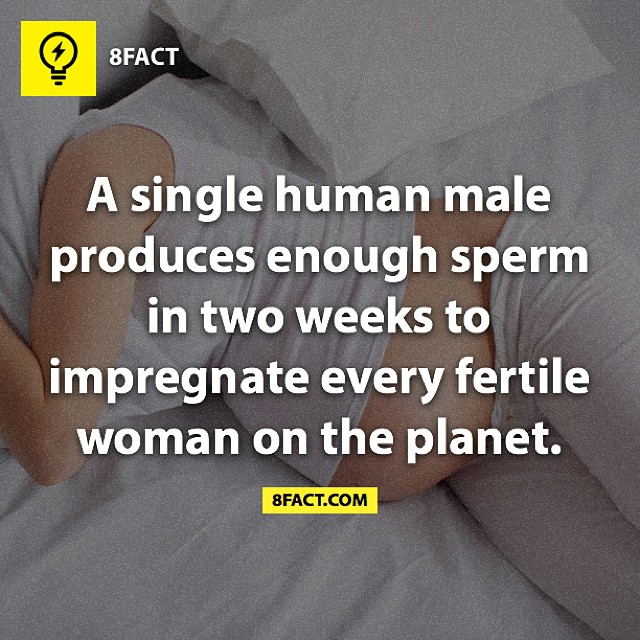 8FACT
A single human male
produces enough sperm
in two weeks to
impregnate every fertile
woman on the planet.
8FACT.COM